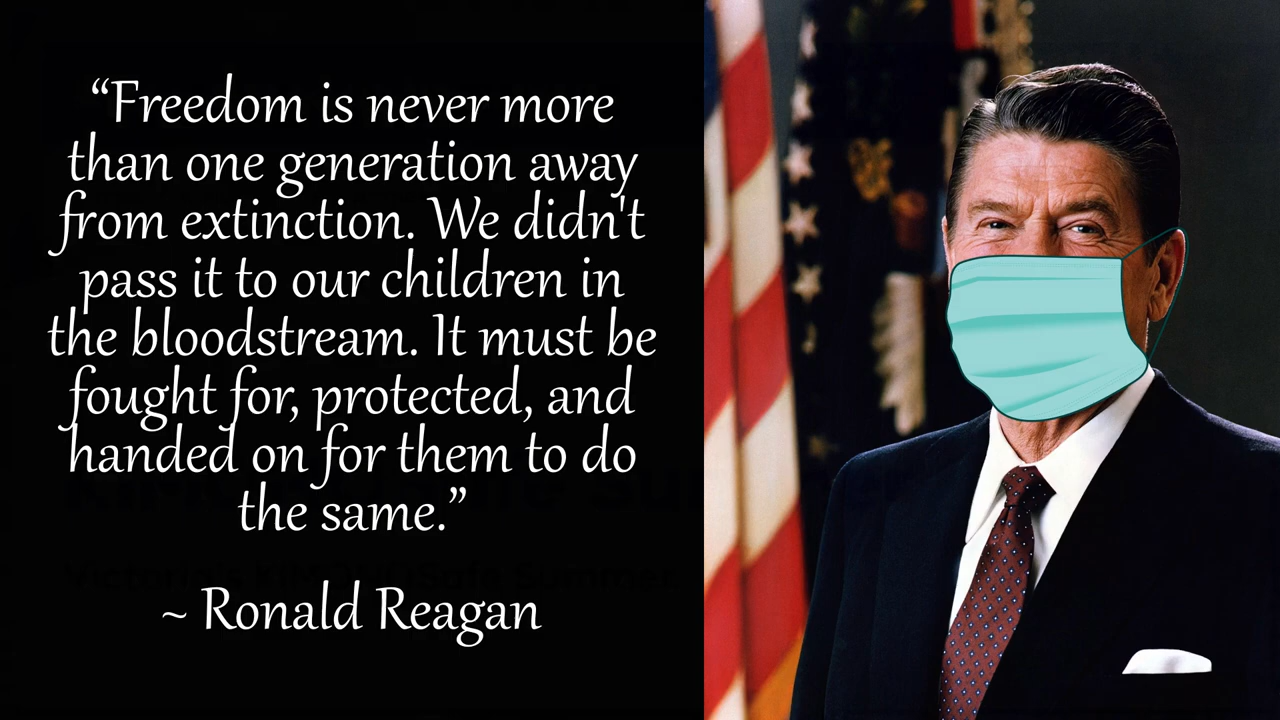 “Freedom is never more
than one generation away
from extinction. We didn't
pass it to our children in
the bloodstream. It must be
fought for, protected, and
handed on for them to do
the same.”
~ Ronald Reagan